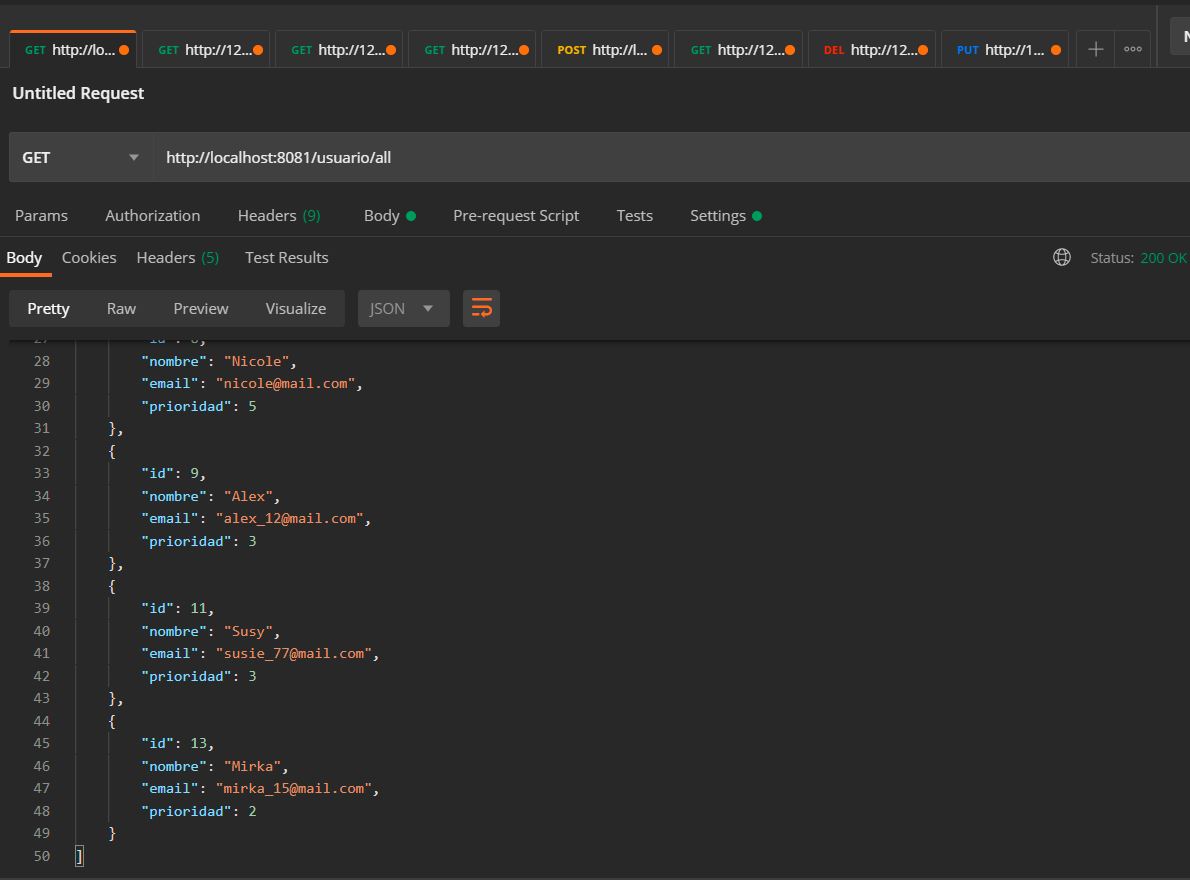 GET http://lo... GET http://12... GET http://12... GET http://12... POST http://l... GET http://12... DEL http://12... PUT http://1...
Untitled Request
GET http://localhost:8081/usuario/all
Params Authorization Headers (9) Body Pre-request Script Tests Settings
Body Cookies Headers (5) Test Results Status: 200 OK
Pretty Raw Preview Visualize JSON
28 "nombre": "Nicole",
29 "email": "nicole@mail.com",
30 "prioridad": 5
31 },
32 {
33 "id": 9,
34 "nombre": "Alex",
35 "email": "alex_12@mail.com",
36 "prioridad": 3
37 },
38 {
39 "id": 11,
40 "nombre": "Susy",
41 "email": "susie_77@mail.com",
42 "prioridad": 3
43 },
44 {
45 "id": 13,
46 "nombre": "Mirka",
47 "email": "mirka_15@mail.com",
48 "prioridad": 2
49 }
50 ]